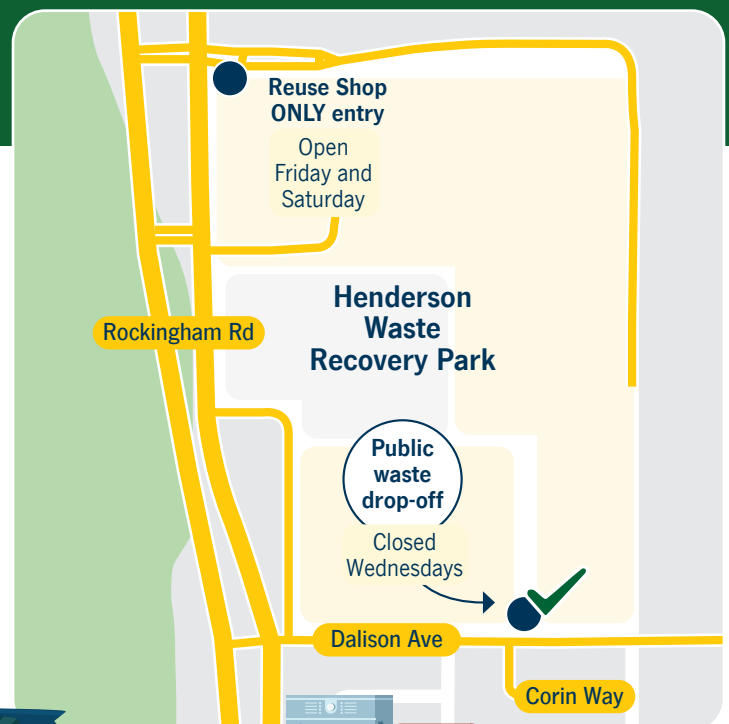 Reuse Shop
ONLY entry
Open
Friday and
Saturday
Henderson
Waste
Recovery Park
Rockingham Rd
Public
waste
drop-off
Closed
Wednesdays
Dalison Ave
Corin Way